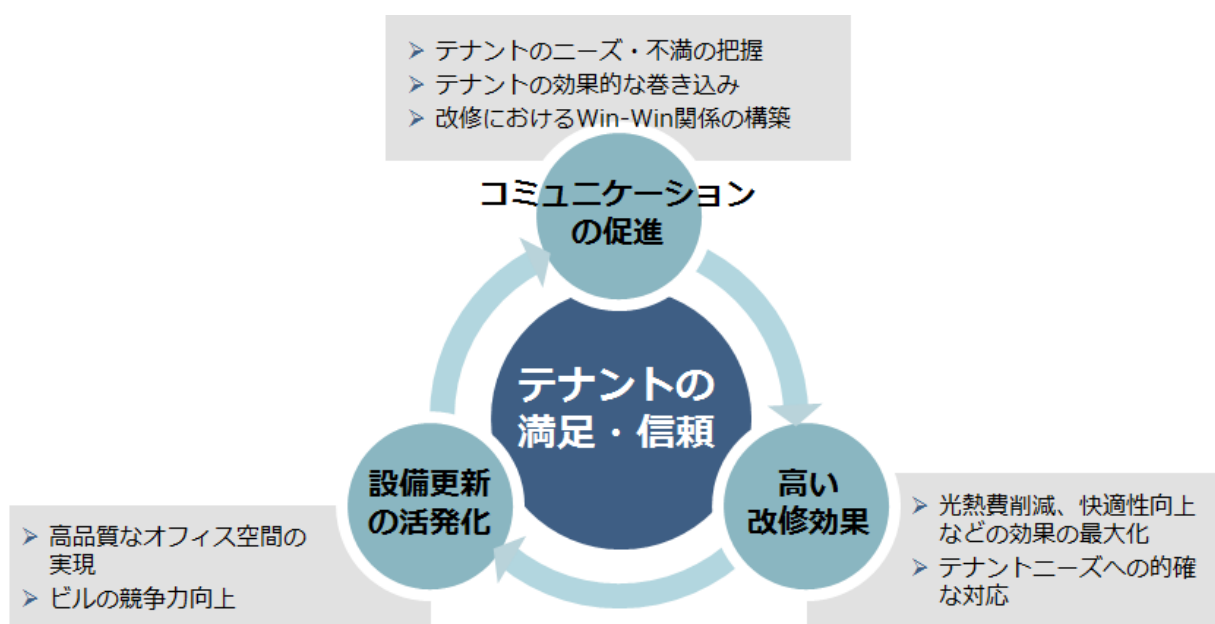 ➢ テナントのニーズ・不満の把握
➢ テナントの効果的な巻き込み
➢ 改修におけるWin-Win関係の構築
コミュニケーション
の促進
テナントの
満足・信頼
設備更新
の活発化
高い
改修効果
➢ 高品質なオフィス空間の
実現
➢ ビルの競争力向上
➢ 光熱費削減、快適性向上
などの効果の最大化
➢ テナントニーズへの的確
な対応